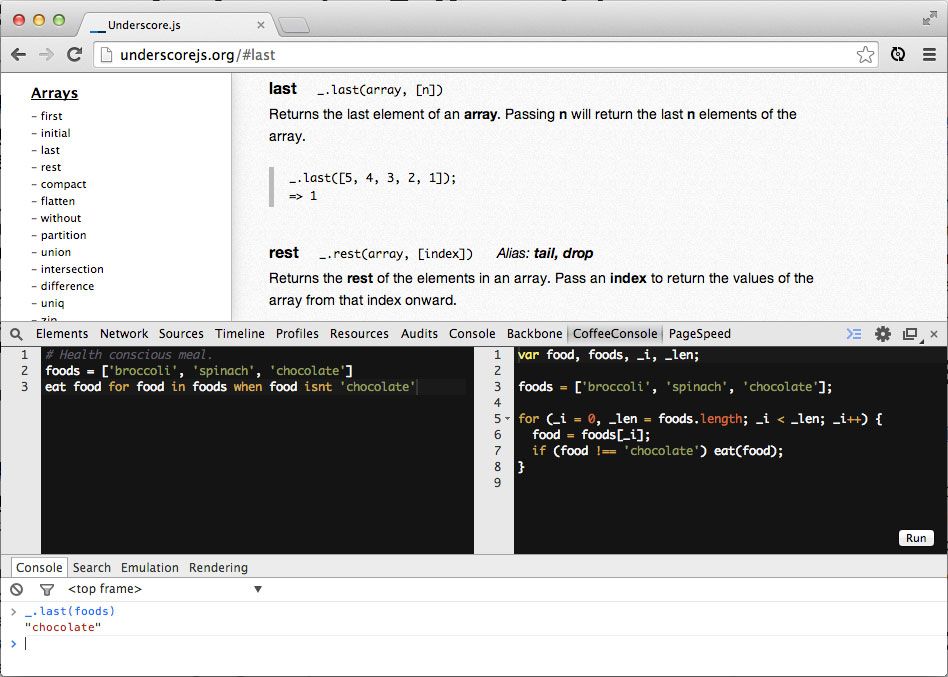 Underscore.js
underscorejs.org/#last
Arrays
– first
– initial
– last
– rest
– compact
– flatten
– without
– partition
– union
– intersection
– difference
– uniq
– zip
last _.last(array, [n])
Returns the last element of an array. Passing n will return the last n elements of the
array.
_.last([5, 4, 3, 2, 1]);
=> 1
rest _.rest(array, [index]) Alias: tail, drop
Returns the rest of the elements in an array. Pass an index to return the values of the
array from that index onward.
Elements Network Sources Timeline Profiles Resources Audits Console Backbone CoffeeConsole PageSpeed
1 # Health conscious meal.
2 foods = ['broccoli', 'spinach', 'chocolate']
3 eat food for food in foods when food isnt 'chocolate'
1 var food, foods, _i, _len;
2
3 foods = ['broccoli', 'spinach', 'chocolate'];
4
5 for (_i = 0, _len = foods.length; _i < _len; _i++) {
6 food = foods[_i];
7 if (food !== 'chocolate') eat(food);
8 }
9
Run
Console Search Emulation Rendering
<top frame> ▼
> _.last(foods)
"chocolate"
>